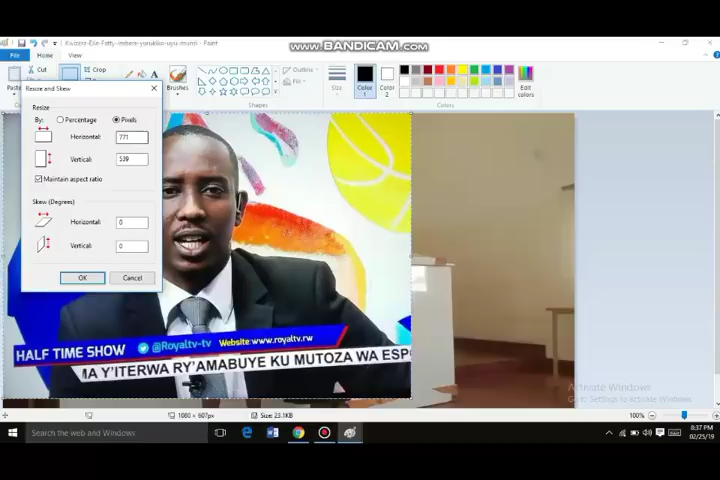 www.BANDICAM.com
Kwizera-Elie-Fatty-imbere-yurukiko-uyu-munsi - Paint
File Home View
Cut
Paste
Crop
Brushes
Shapes
Outline
Fill
Size
Color 1
Color 2
Edit colors
Colors
Resize and Skew
Resize
By: Percentage Pixels
Horizontal: 771
Vertical: 539
Maintain aspect ratio
Skew (Degrees)
Horizontal: 0
Vertical: 0
OK Cancel
HALF TIME SHOW @Royaltv-tv Website:www.royaltv.rw
MA Y'ITERWA RY'AMABUYE KU MUTOZA WA ESPO
Activate Windows
Go to Settings to activate Windows.
1080 × 607px Size: 23.1KB 100%
Search the web and Windows
8:37 PM
02/25/19